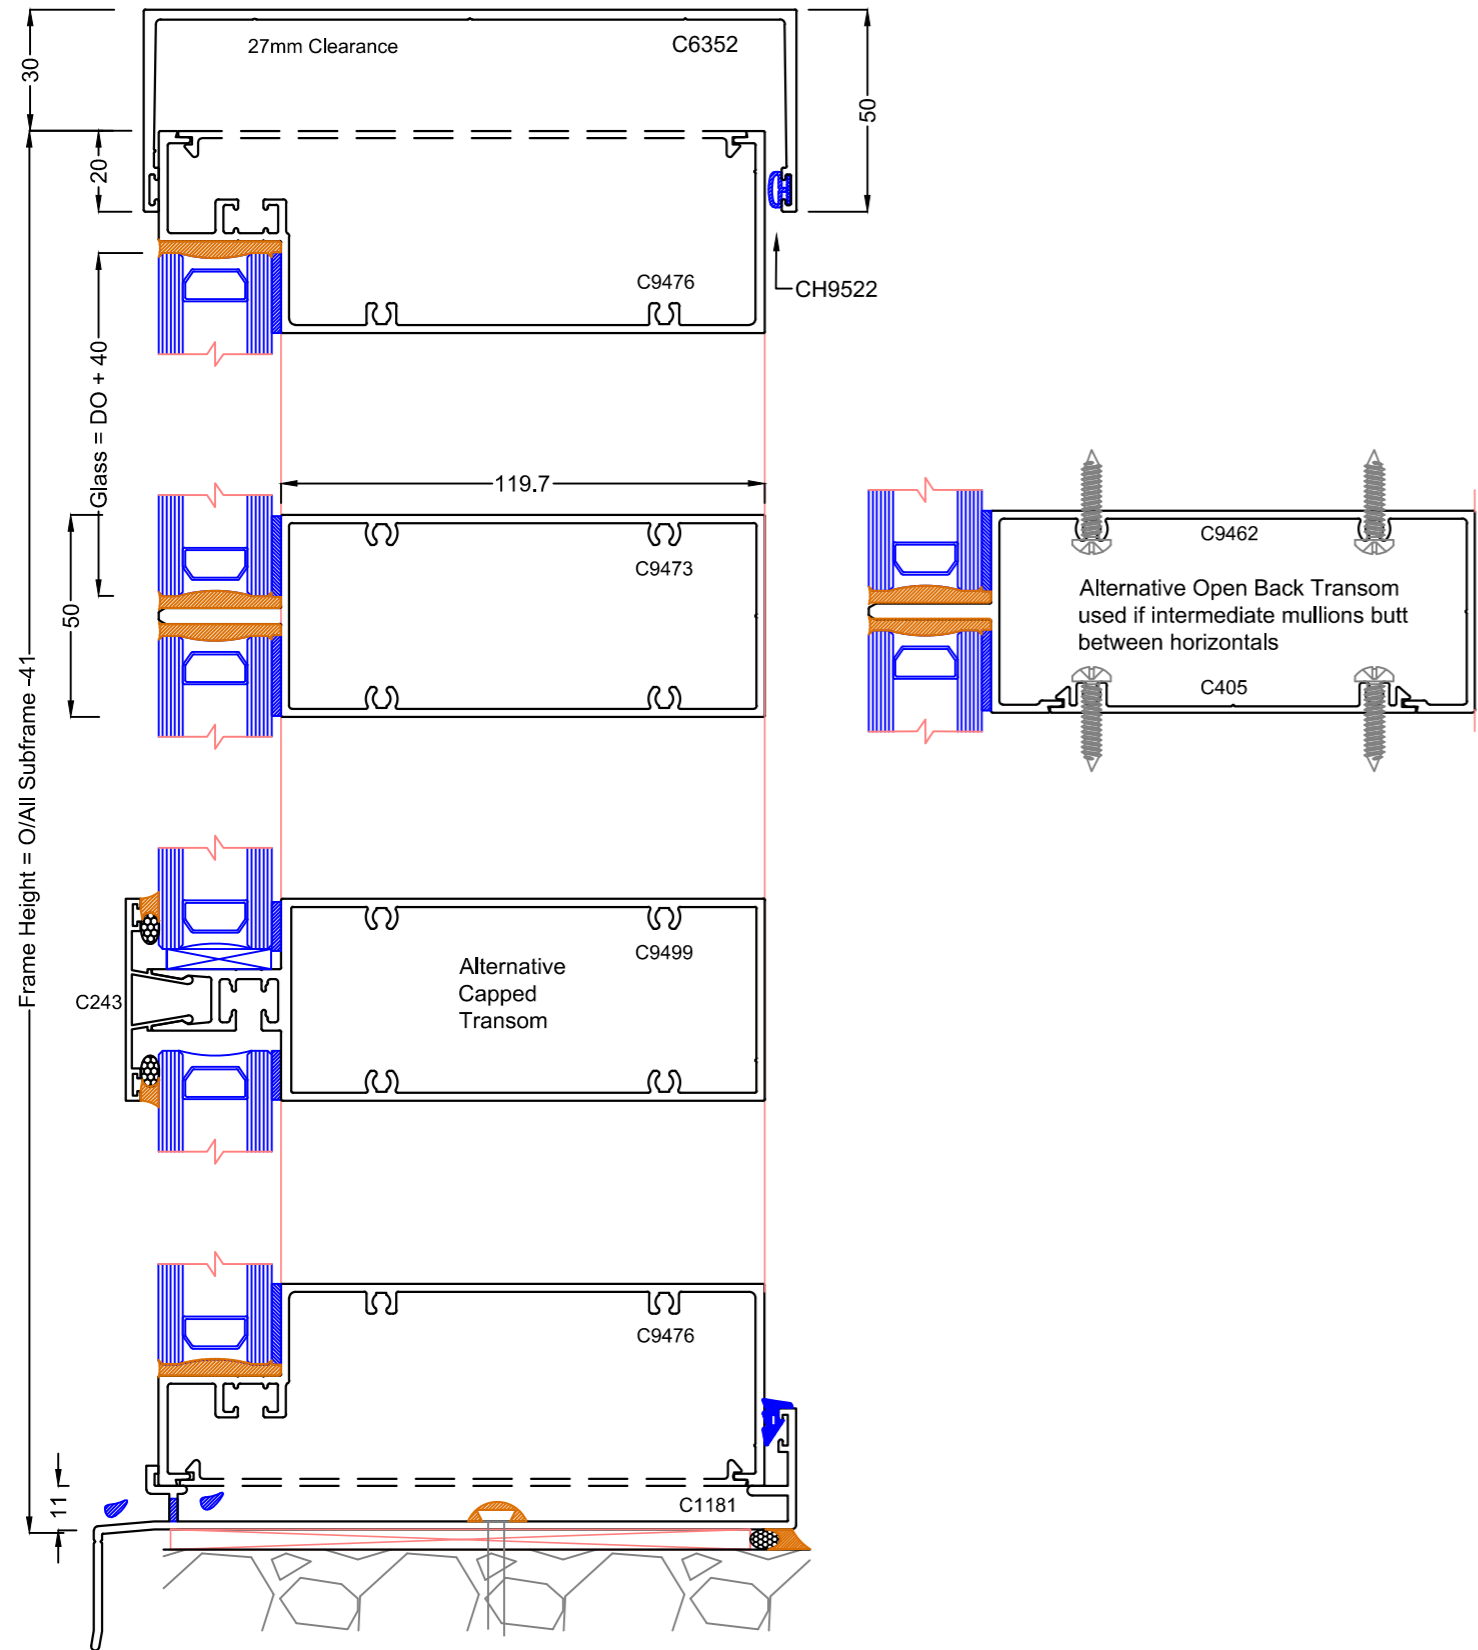 27mm Clearance
C6352
30
50
20
C9476
CH9522
Glass = DO + 40
119.7
C9473
50
C9462
Alternative Open Back Transom
used if intermediate mullions butt
between horizontals
C405
Frame Height = O/All Subframe -41
C9499
Alternative
Capped
Transom
C243
C9476
C1181
11